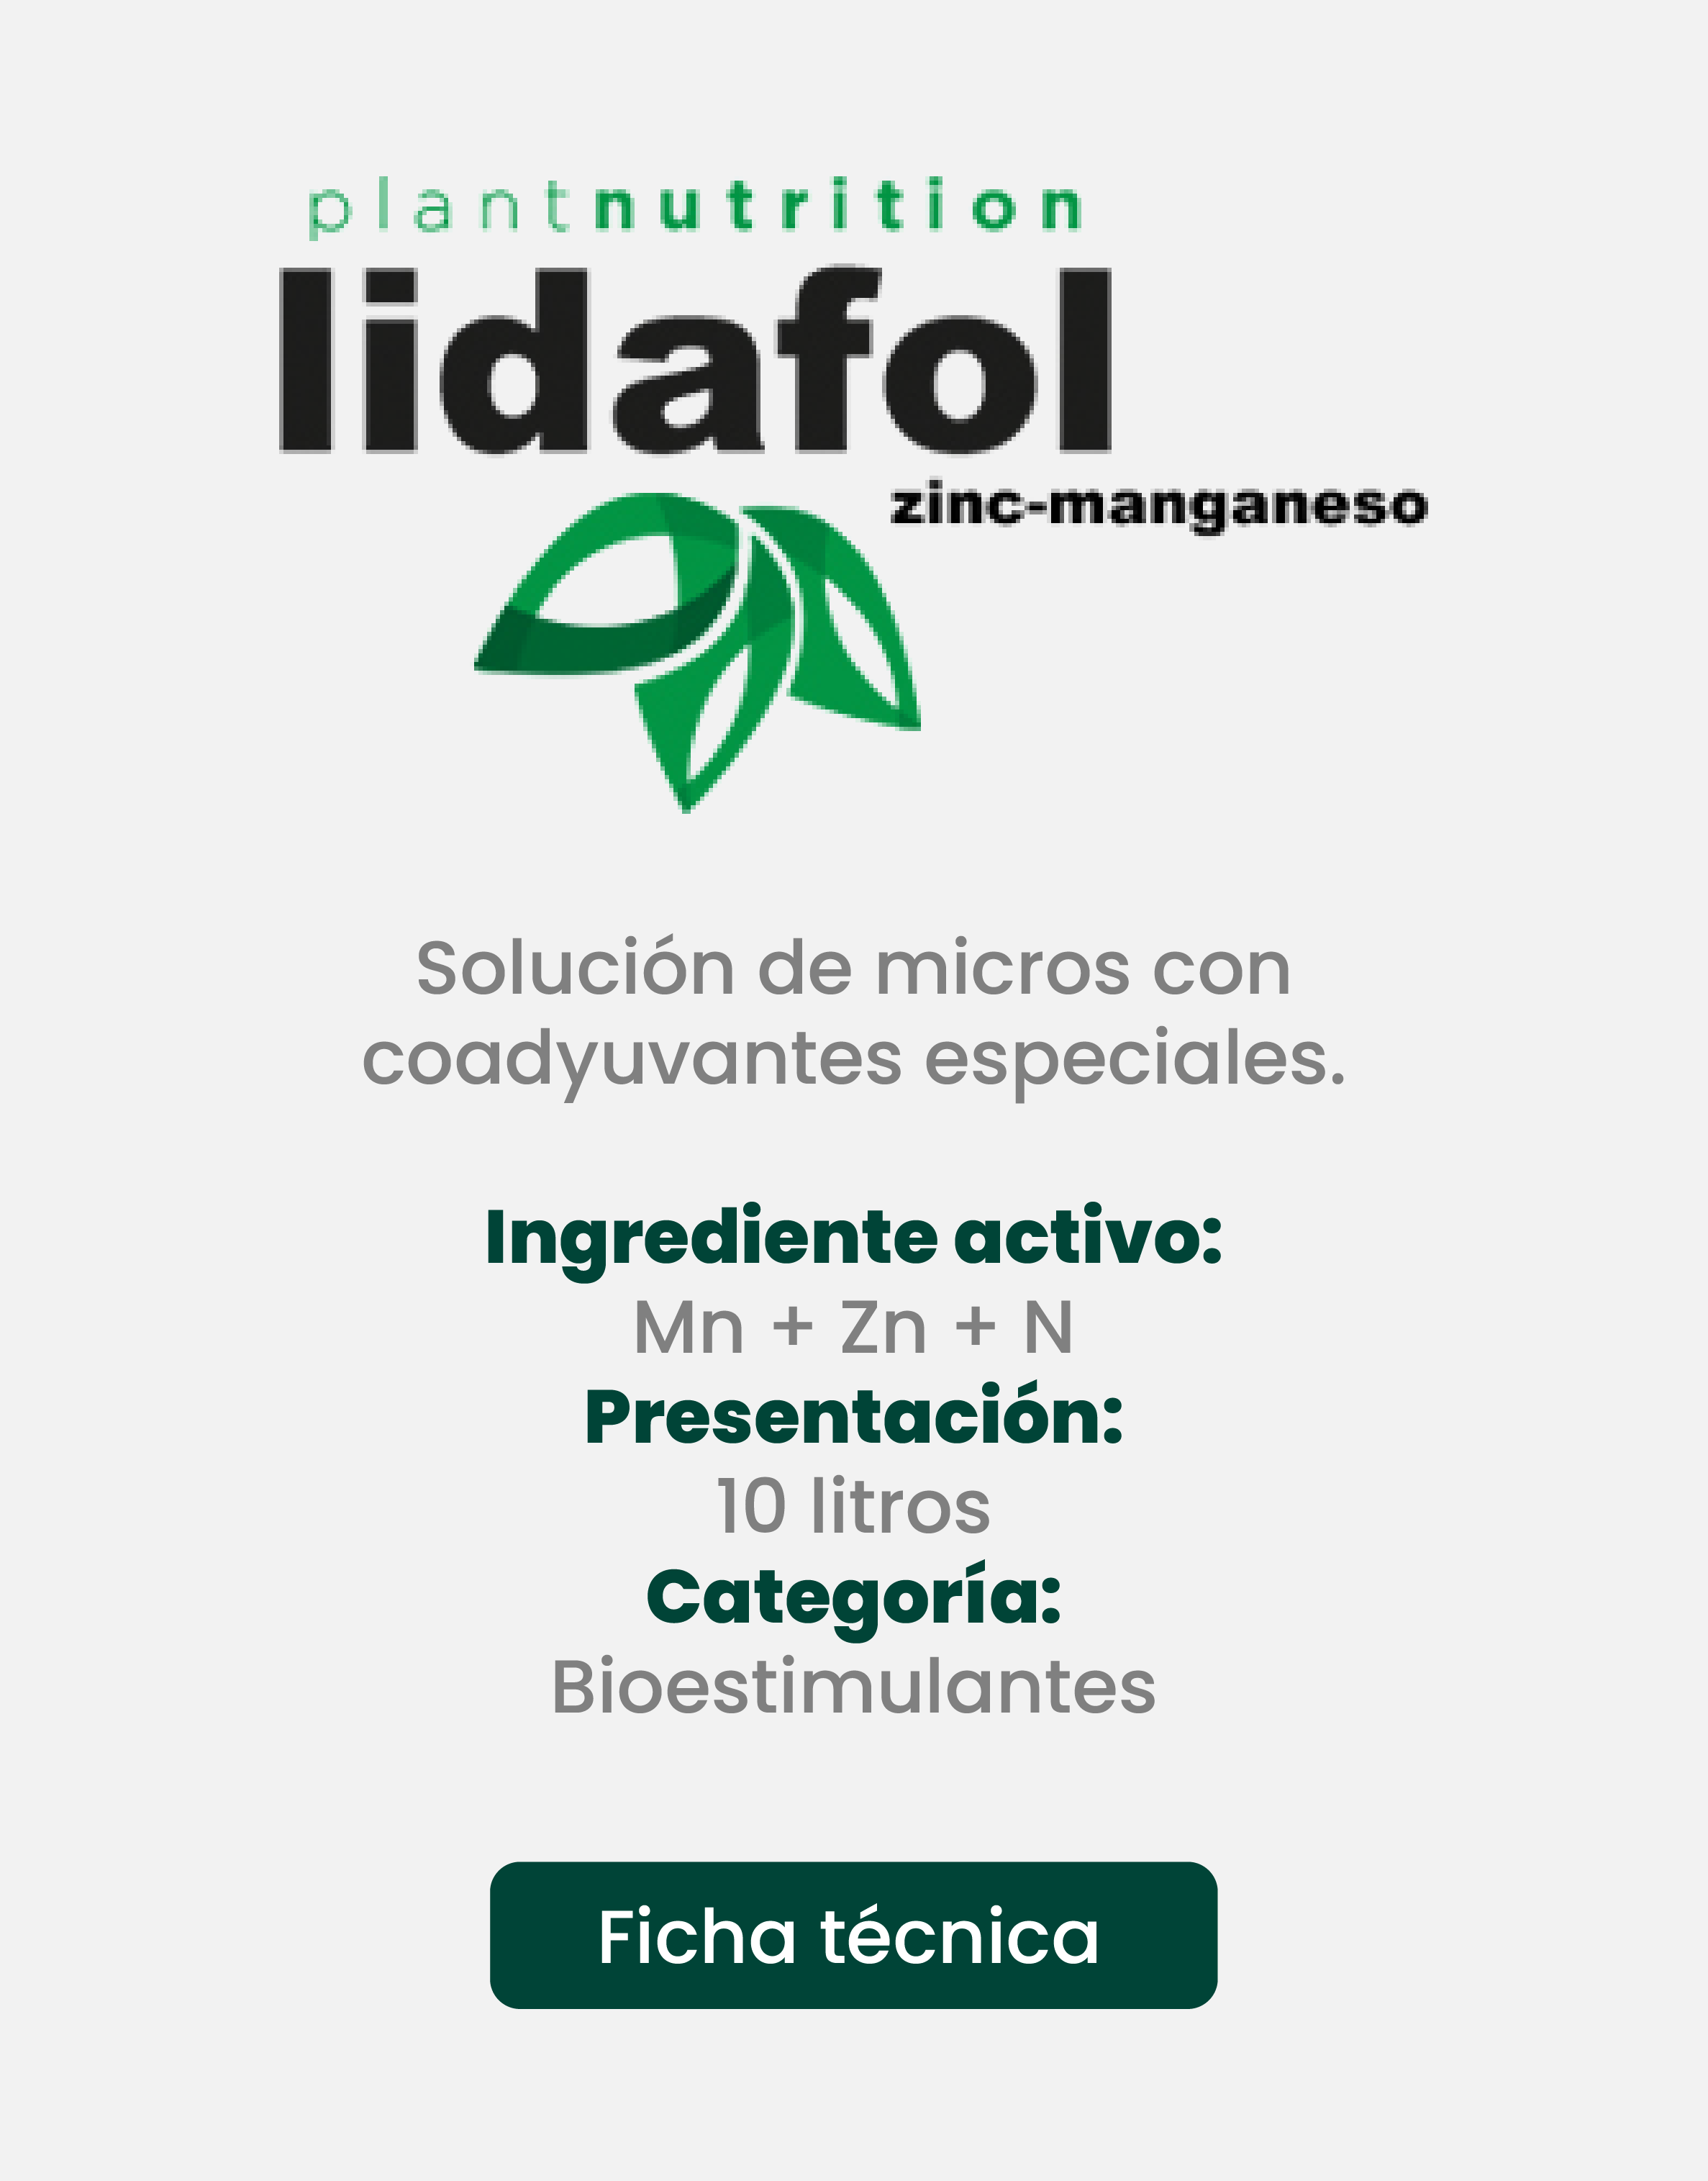 plantnutrition
lidafol
zinc-manganeso
Solución de micros con
coadyuvantes especiales.
Ingrediente activo:
Mn + Zn + N
Presentación:
10 litros
Categoría:
Bioestimulantes
Ficha técnica